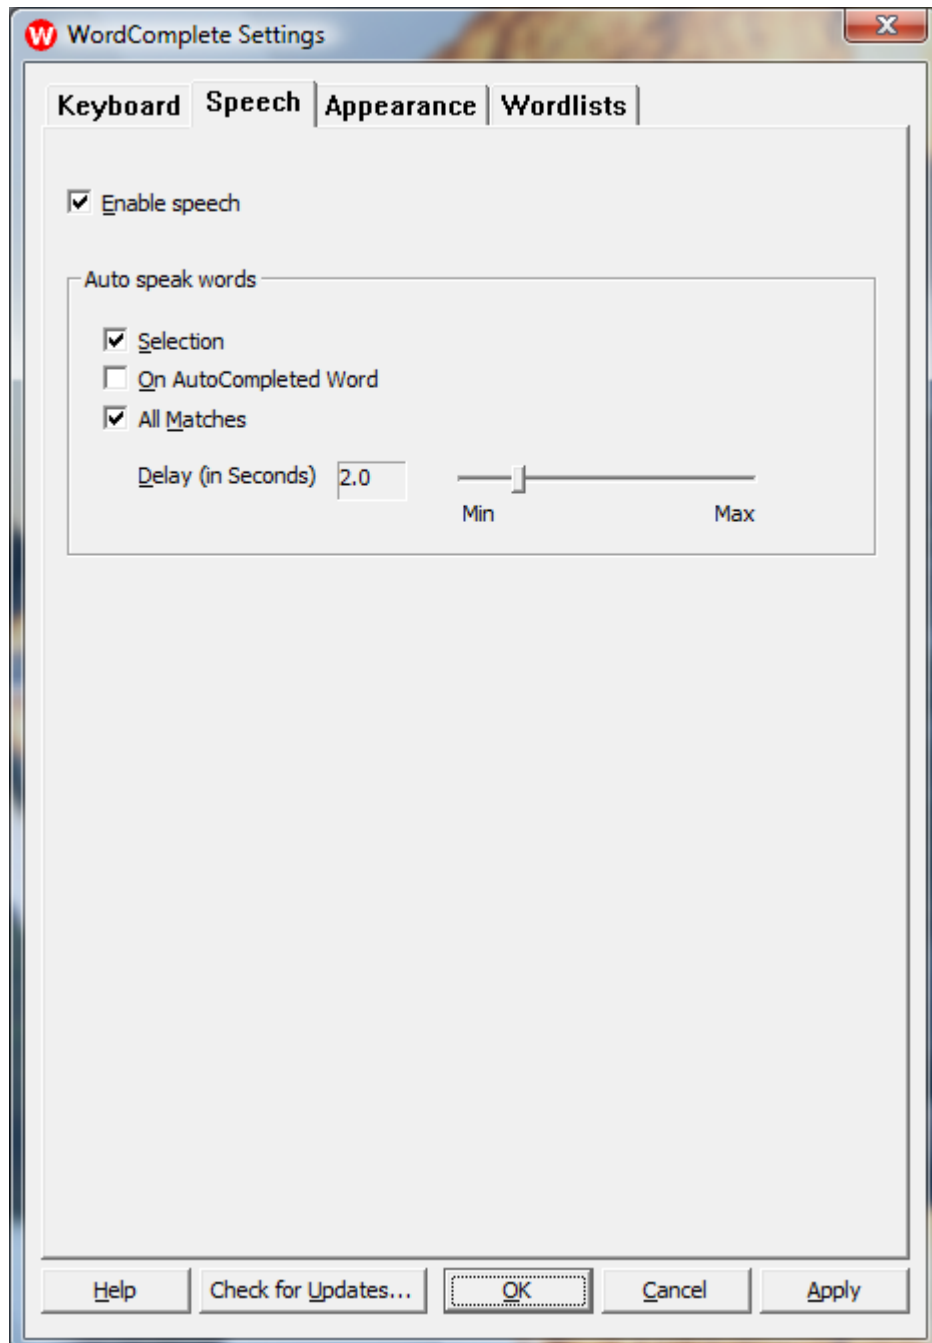 W WordComplete Settings X
Keyboard Speech Appearance Wordlists
Enable speech
Auto speak words
Selection
On AutoCompleted Word
All Matches
Delay (in Seconds) 2.0
Min Max
Help Check for Updates... OK Cancel Apply